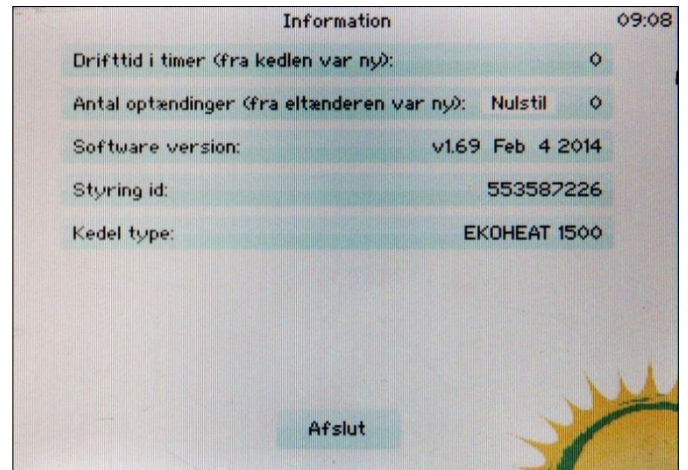 Information 09:08
Drifttid i timer (fra kedlen var ny): 0
Antal optændinger (fra eltænderen var ny): Nulstil 0
Software version: v1.69 Feb 4 2014
Styring id: 553587226
Kedel type: EKOHEAT 1500
Afslut